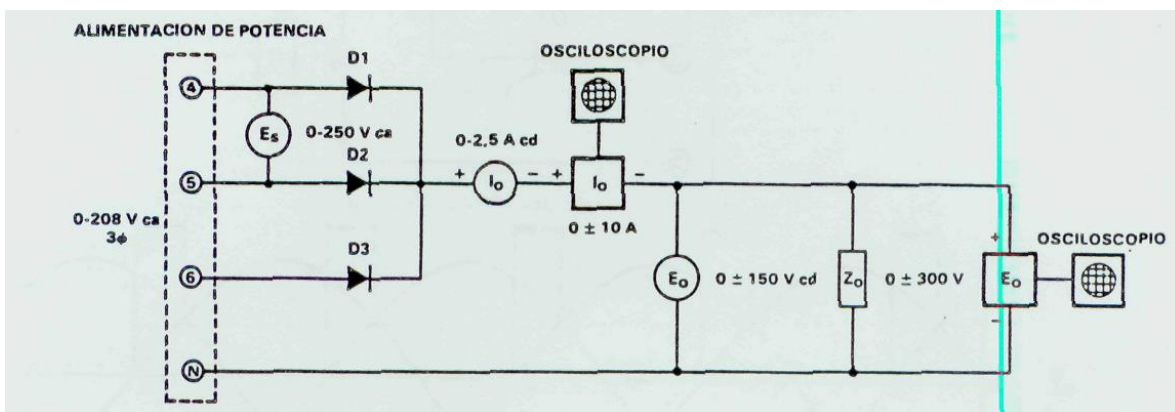 ALIMENTACION DE POTENCIA
D1
OSCILOSCOPIO
4
Es
0-250 V ca
0-2,5 A cd
D2
5
+ Io - + Io -
0-208 V ca
3ϕ
0 ± 10 A
D3
OSCILOSCOPIO
6
Eo
0 ± 150 V cd
Zo
0 ± 300 V
+
Eo
-
N